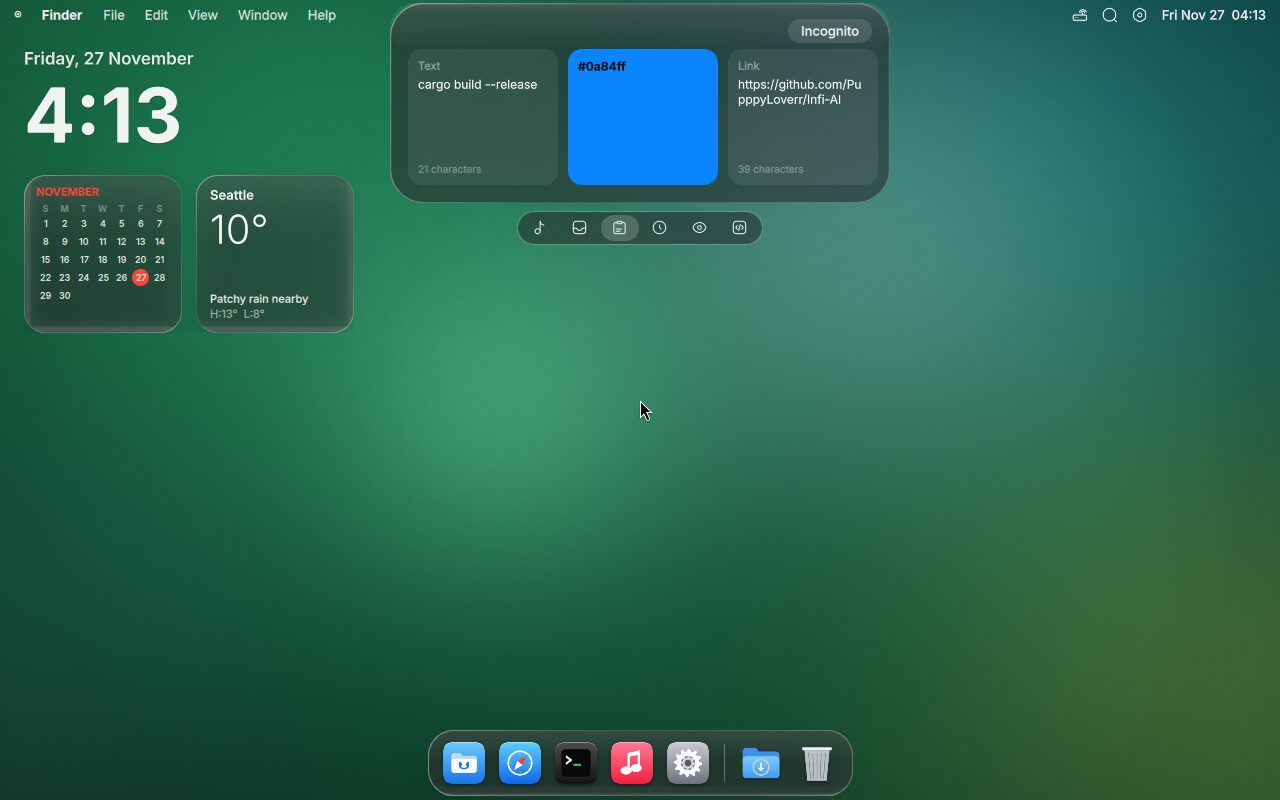 Finder File Edit View Window Help
Fri Nov 27 04:13
Friday, 27 November
4:13
NOVEMBER
S M T W T F S
1 2 3 4 5 6 7
8 9 10 11 12 13 14
15 16 17 18 19 20 21
22 23 24 25 26 27 28
29 30
Seattle
10°
Patchy rain nearby
H:13° L:8°
Incognito
Text
cargo build --release
21 characters
#0a84ff
Link
https://github.com/Pu
pppyLoverr/Infi-AI
39 characters